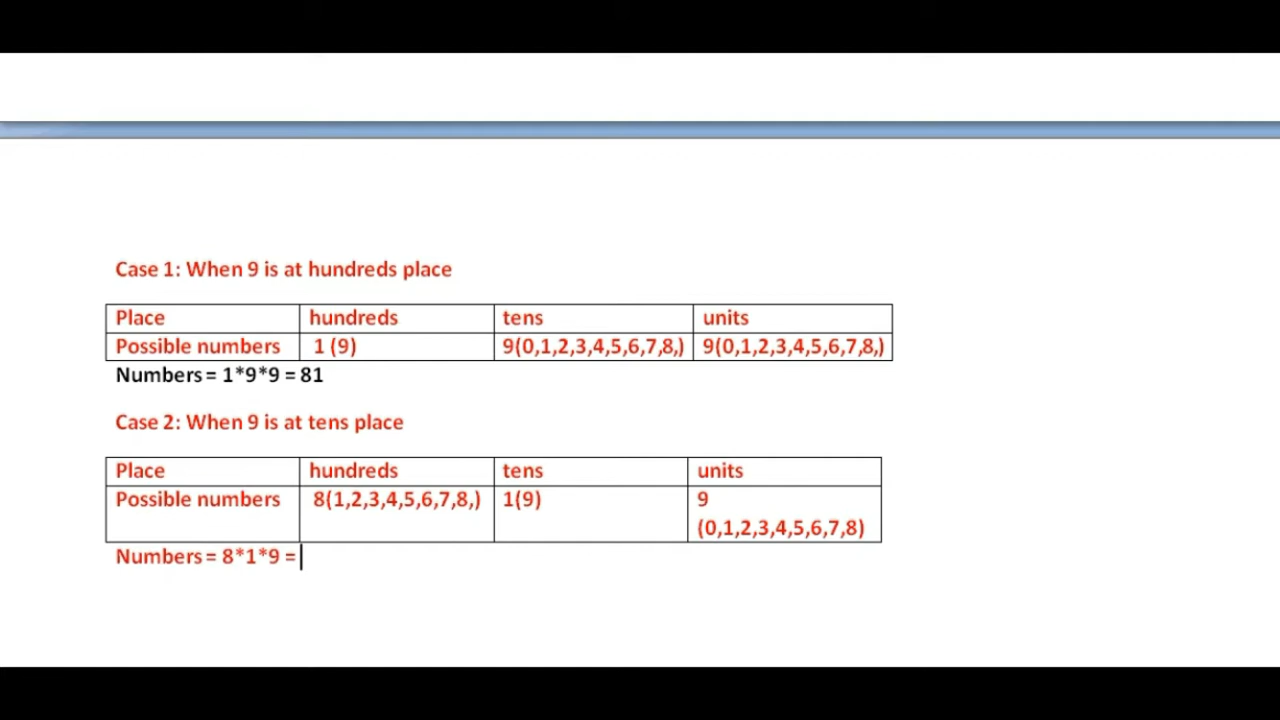 Case 1: When 9 is at hundreds place
Place hundreds tens units
Possible numbers 1 (9) 9(0,1,2,3,4,5,6,7,8,) 9(0,1,2,3,4,5,6,7,8,)
Numbers = 1*9*9 = 81
Case 2: When 9 is at tens place
Place hundreds tens units
Possible numbers 8(1,2,3,4,5,6,7,8,) 1(9) 9
(0,1,2,3,4,5,6,7,8)
Numbers = 8*1*9 =